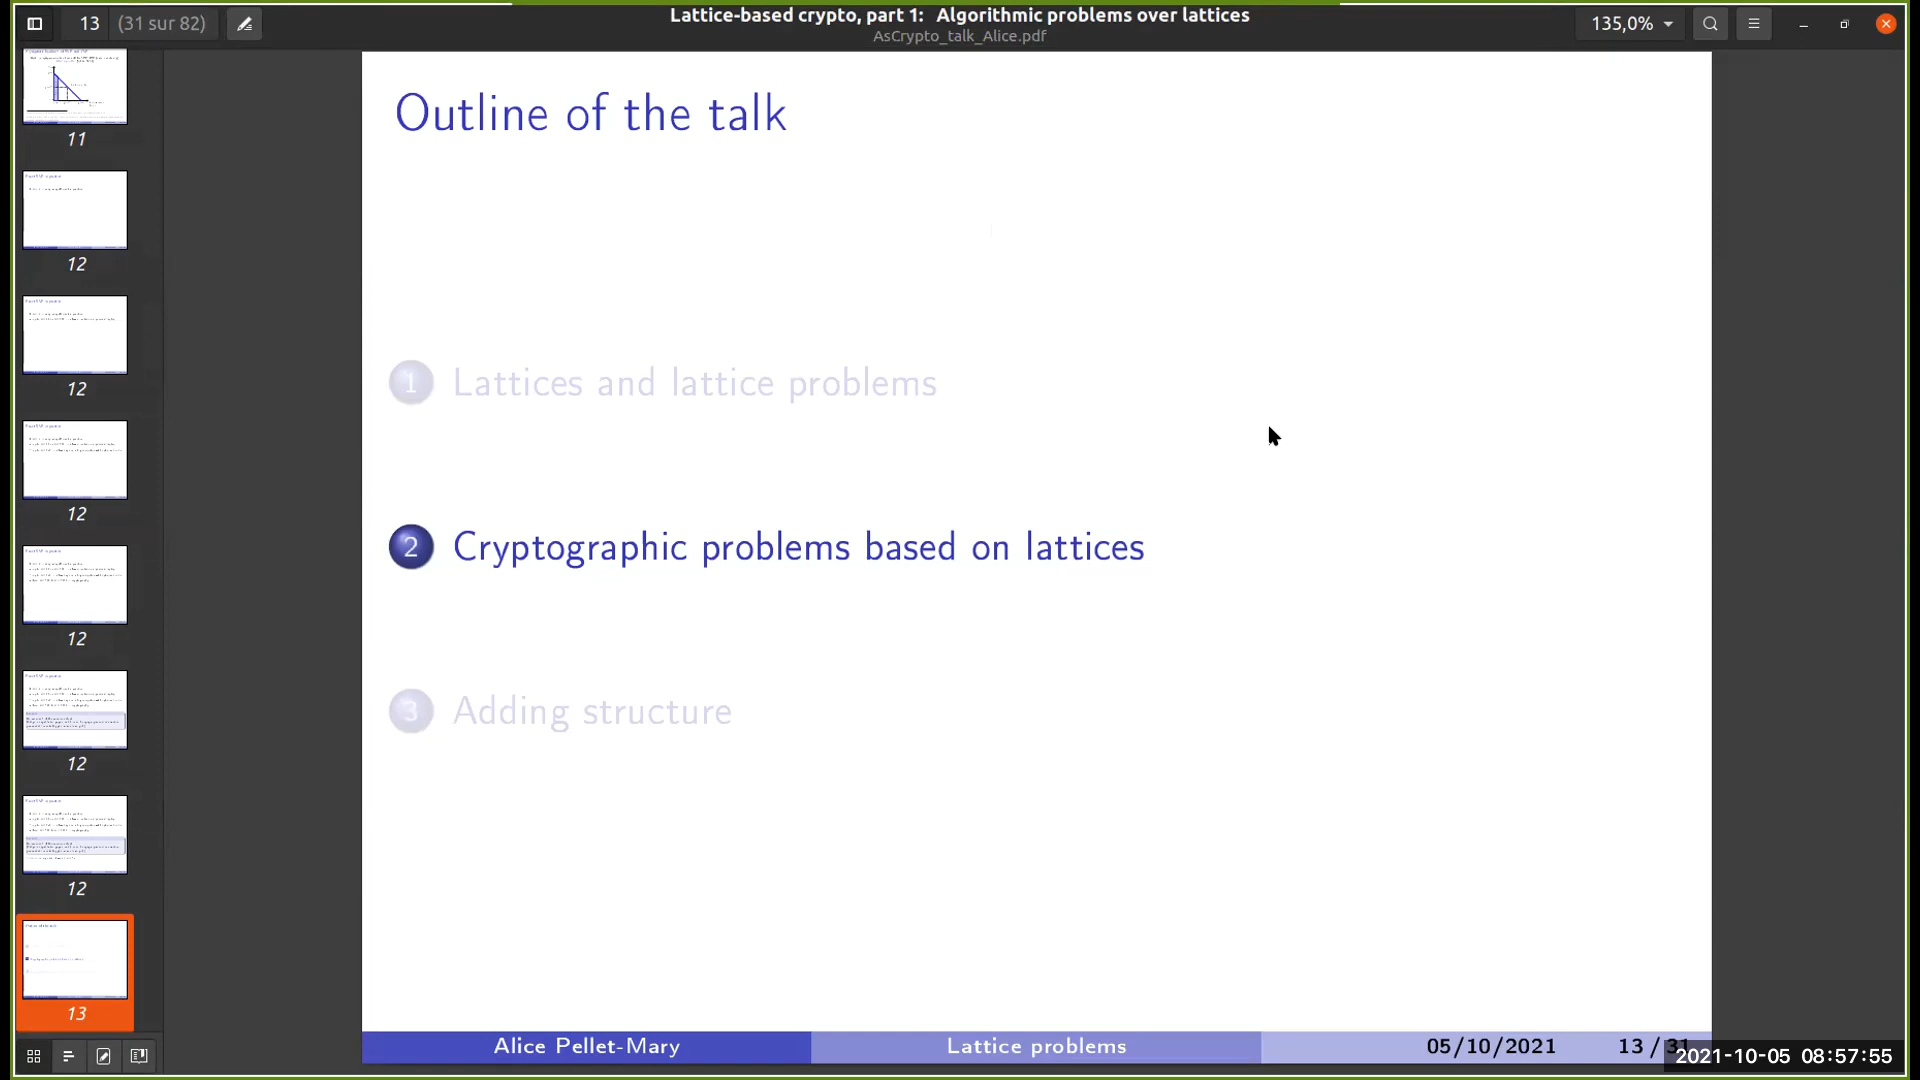 13 (31 sur 82)
Lattice-based crypto, part 1: Algorithmic problems over lattices
AsCrypto_talk_Alice.pdf
135,0%
11
12
12
12
12
12
12
13
Outline of the talk
1 Lattices and lattice problems
2 Cryptographic problems based on lattices
3 Adding structure
Alice Pellet-Mary Lattice problems 05/10/2021 13 / 31
2021-10-05 08:57:55